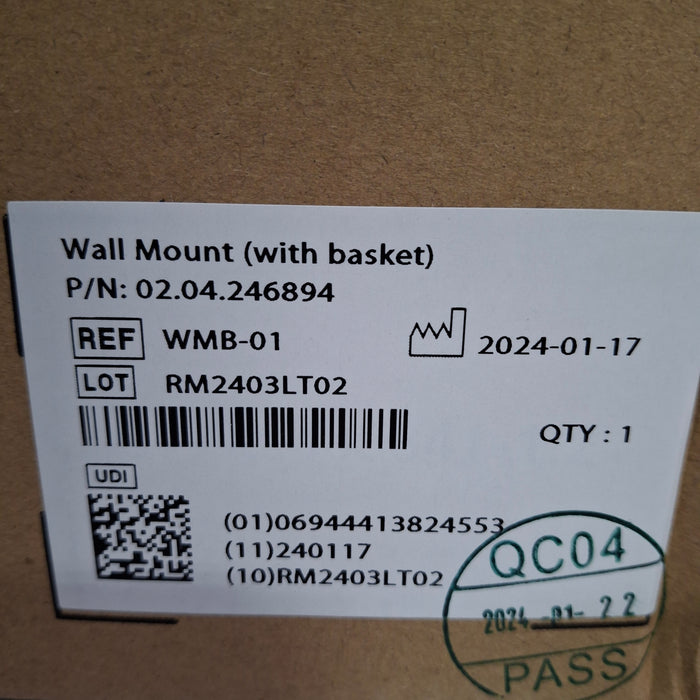 Wall Mount (with basket)
P/N: 02.04.246894
REF WMB-01 2024-01-17
LOT RM2403LT02
QTY : 1
UDI
(01)06944413824553
(11)240117
(10)RM2403LT02
QC04
2024-01-22
PASS